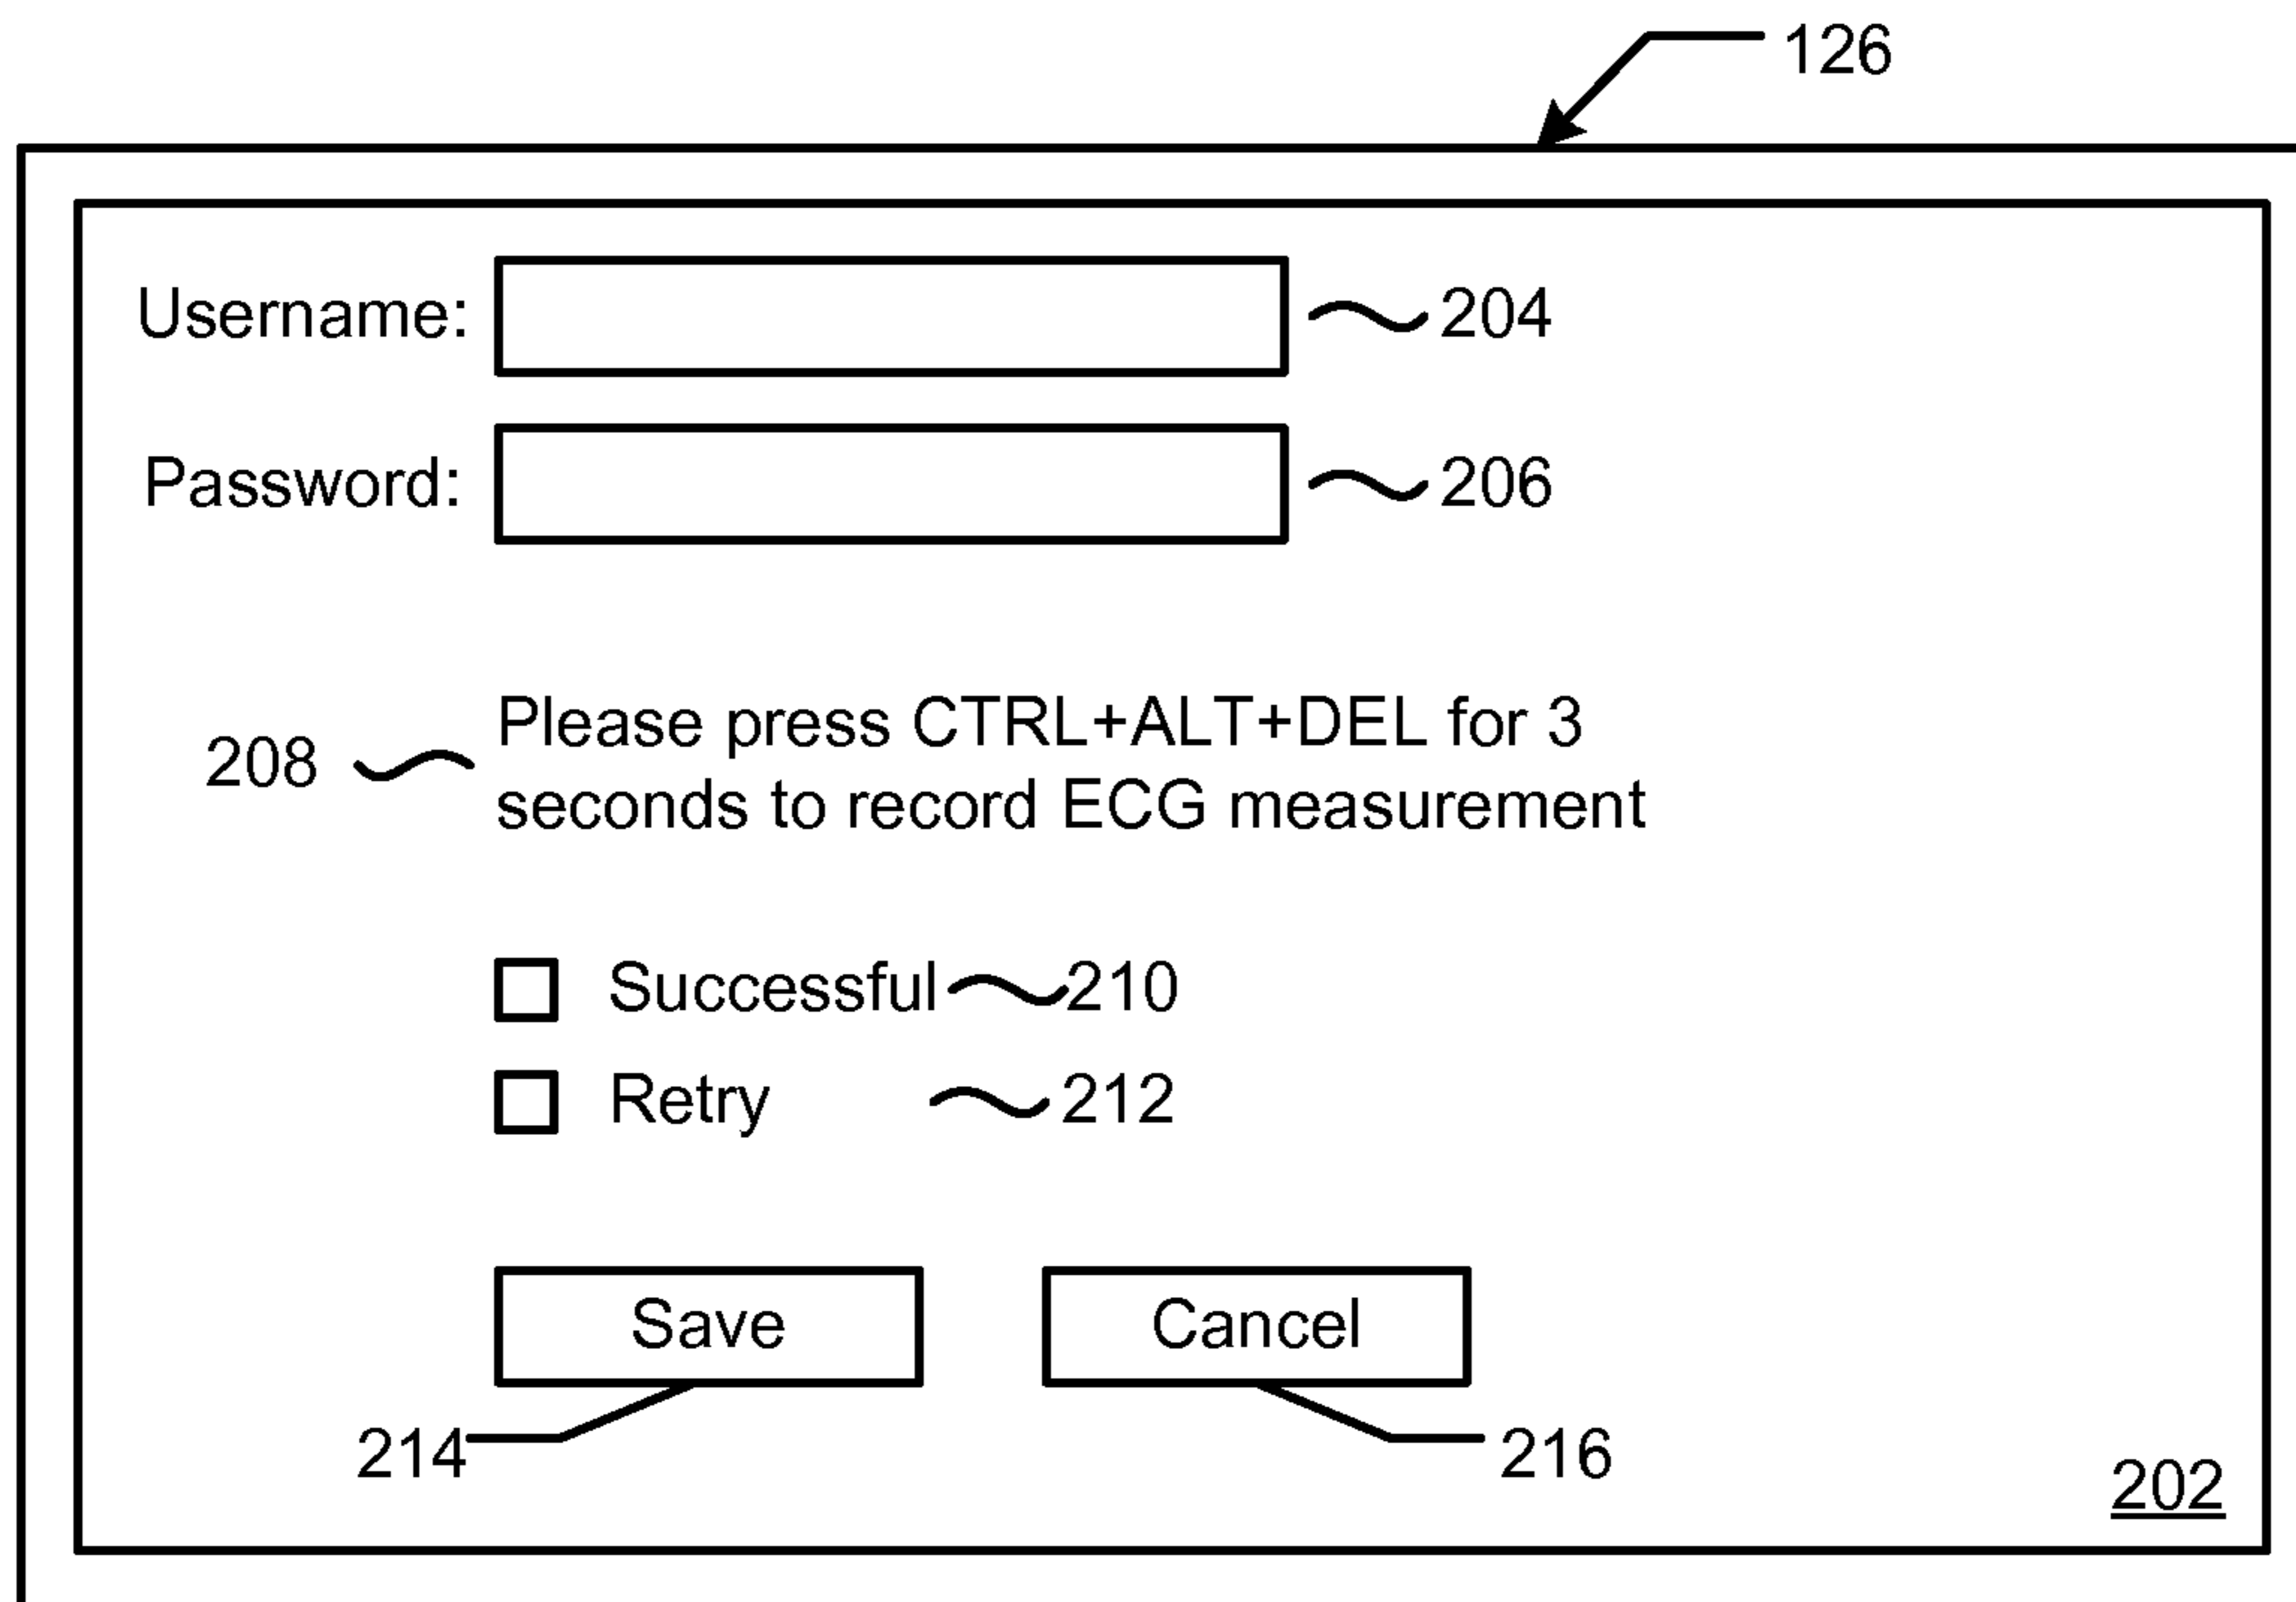 126
Username: 204
Password: 206
208 Please press CTRL+ALT+DEL for 3
seconds to record ECG measurement
Successful 210
Retry 212
Save Cancel
214 216
202